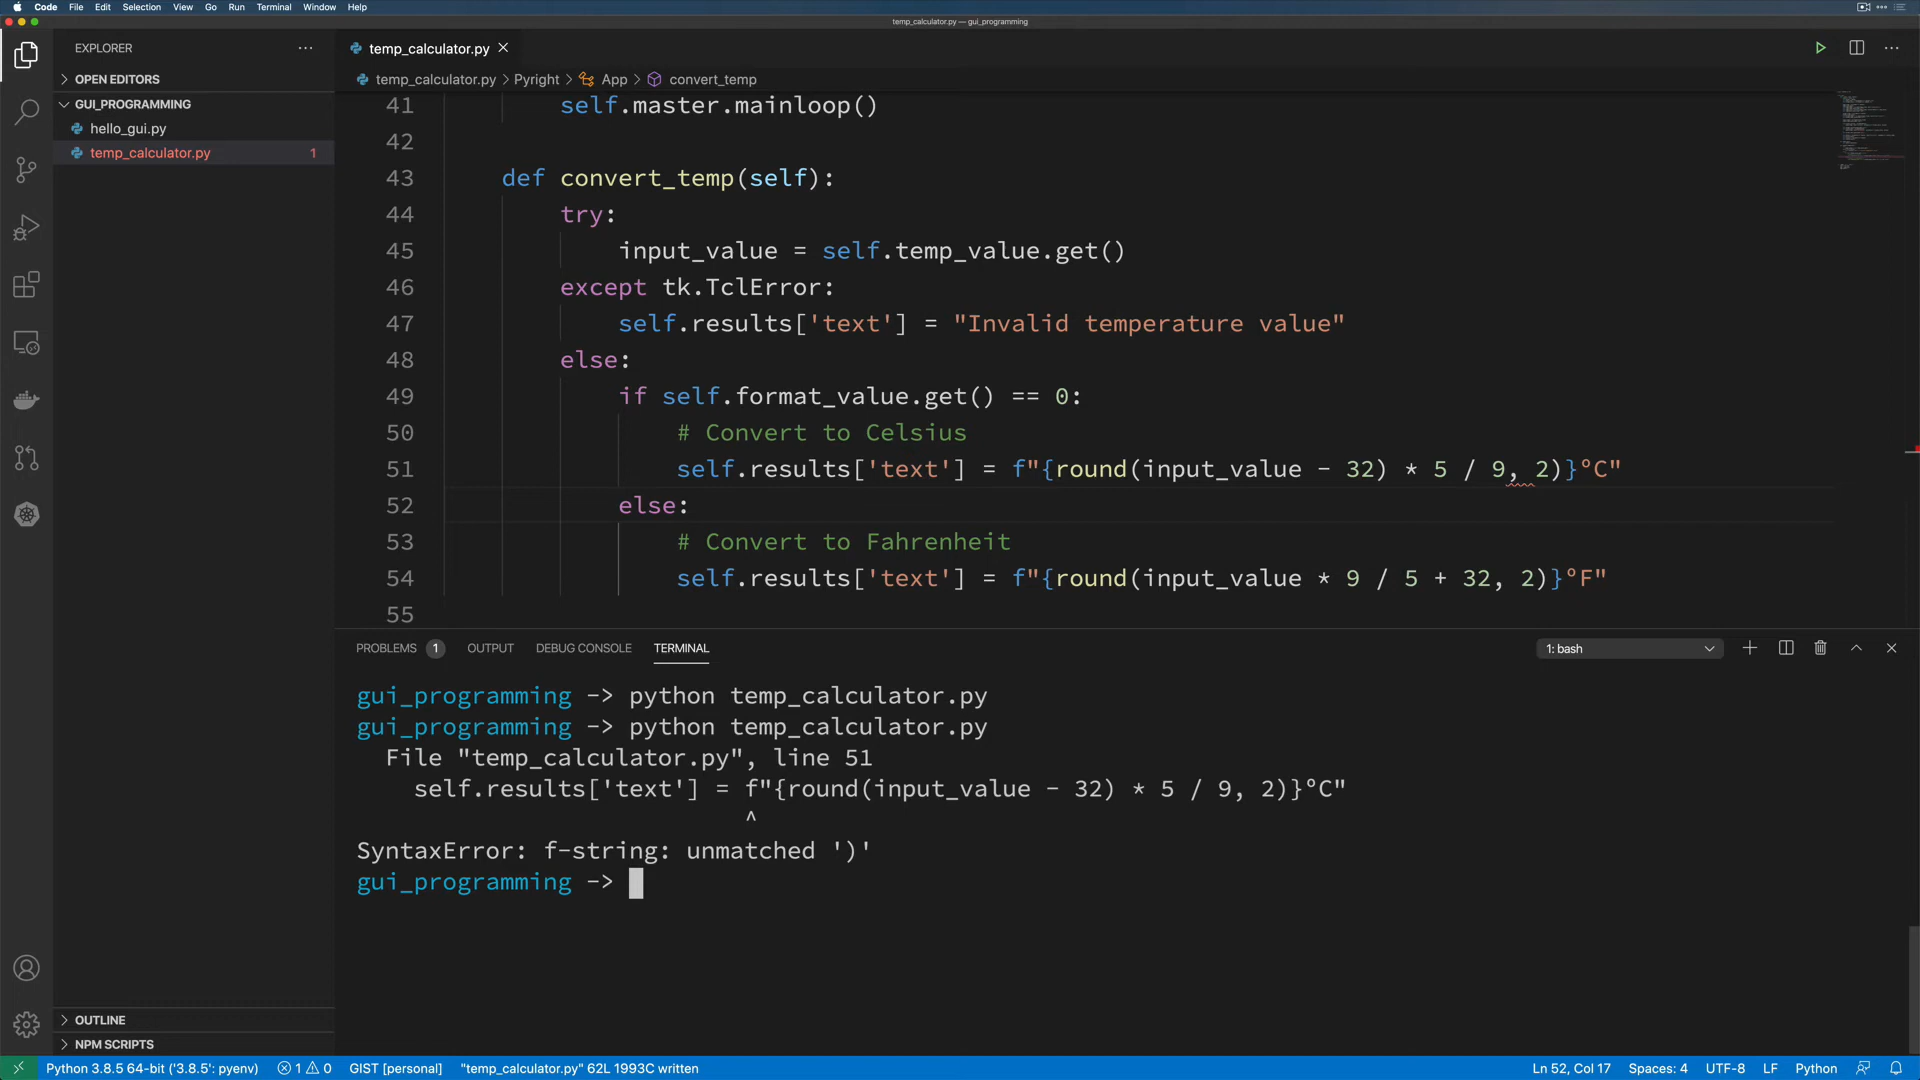 Code File Edit Selection View Go Run Terminal Window Help
temp_calculator.py — gui_programming
EXPLORER
temp_calculator.py
OPEN EDITORS
temp_calculator.py > Pyright > App > convert_temp
GUI_PROGRAMMING
hello_gui.py
temp_calculator.py 1
41 self.master.mainloop()
42
43 def convert_temp(self):
44 try:
45 input_value = self.temp_value.get()
46 except tk.TclError:
47 self.results['text'] = "Invalid temperature value"
48 else:
49 if self.format_value.get() == 0:
50 # Convert to Celsius
51 self.results['text'] = f"{round(input_value - 32) * 5 / 9, 2)}°C"
52 else:
53 # Convert to Fahrenheit
54 self.results['text'] = f"{round(input_value * 9 / 5 + 32, 2)}°F"
55
PROBLEMS 1 OUTPUT DEBUG CONSOLE TERMINAL 1: bash
gui_programming -> python temp_calculator.py
gui_programming -> python temp_calculator.py
File "temp_calculator.py", line 51
self.results['text'] = f"{round(input_value - 32) * 5 / 9, 2)}°C"
^
SyntaxError: f-string: unmatched ')'
gui_programming ->
OUTLINE
NPM SCRIPTS
Python 3.8.5 64-bit ('3.8.5': pyenv) 1 0 GIST [personal] "temp_calculator.py" 62L 1993C written Ln 52, Col 17 Spaces: 4 UTF-8 LF Python